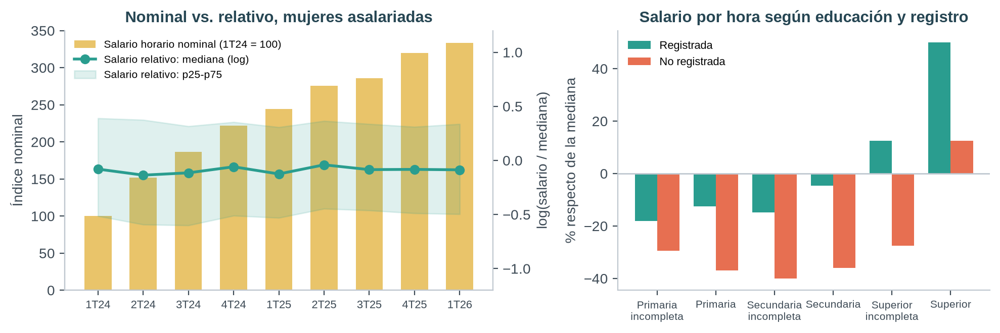 Nominal vs. relativo, mujeres asalariadas
350
300
250
200
150
100
50
0
Índice nominal
Salario horario nominal (1T24 = 100)
Salario relativo: mediana (log)
Salario relativo: p25-p75
1.0
0.5
0.0
−0.5
−1.0
log(salario / mediana)
1T24 2T24 3T24 4T24 1T25 2T25 3T25 4T25 1T26
Salario por hora según educación y registro
% respecto de la mediana
40
20
0
−20
−40
Registrada
No registrada
Primaria incompleta
Primaria
Secundaria incompleta
Secundaria
Superior incompleta
Superior